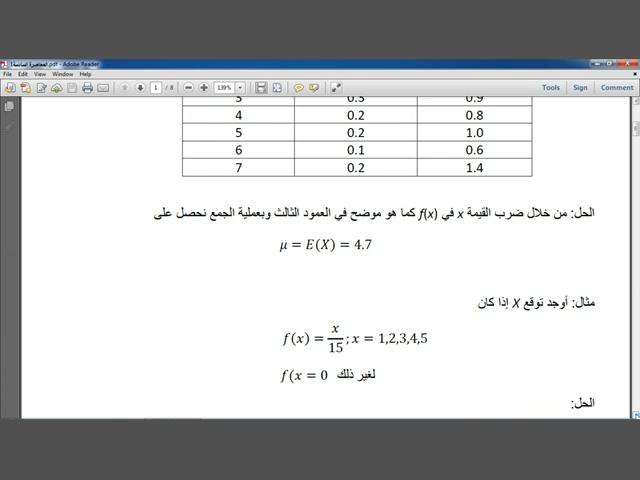 .pdf - Adobe Reader
File Edit View Window Help
1 / 8 139% Tools Sign Comment
3 0.3 0.9
4 0.2 0.8
5 0.2 1.0
6 0.1 0.6
7 0.2 1.4
الحل: من خلال ضرب القيمة x في f(x) كما هو موضح في العمود الثالث وبعملية الجمع نحصل على
μ = E(X) = 4.7
مثال: أوجد توقع X إذا كان
f(x) = x/15 ; x = 1,2,3,4,5
f(x = 0 لغير ذلك
الحل: